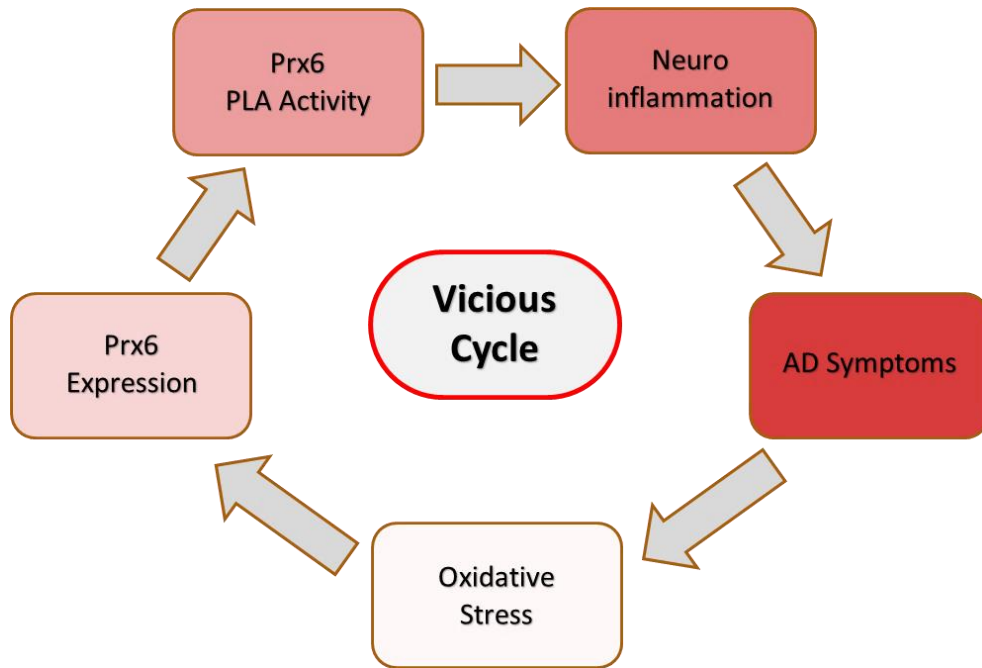 Prx6
PLA Activity
Neuro
inflammation
Vicious
Cycle
Prx6
Expression
AD Symptoms
Oxidative
Stress